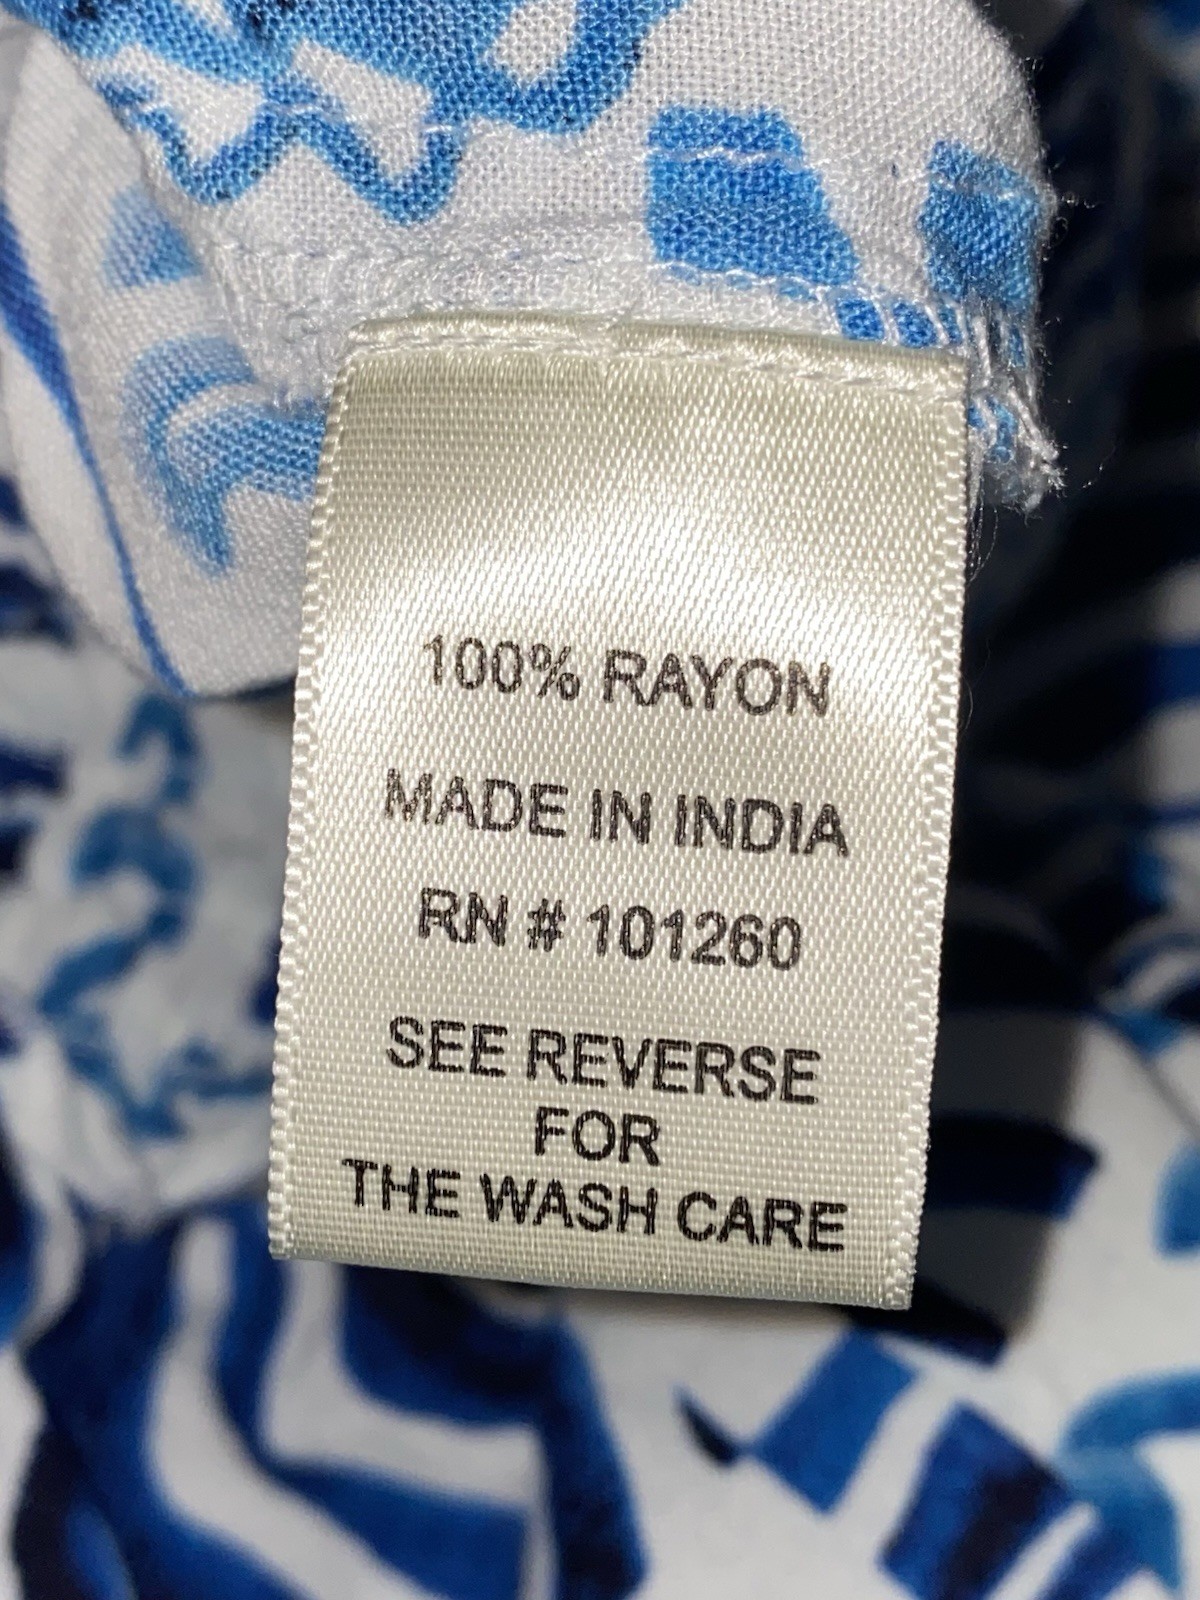 100% RAYON
MADE IN INDIA
RN # 101260
SEE REVERSE
FOR
THE WASH CARE